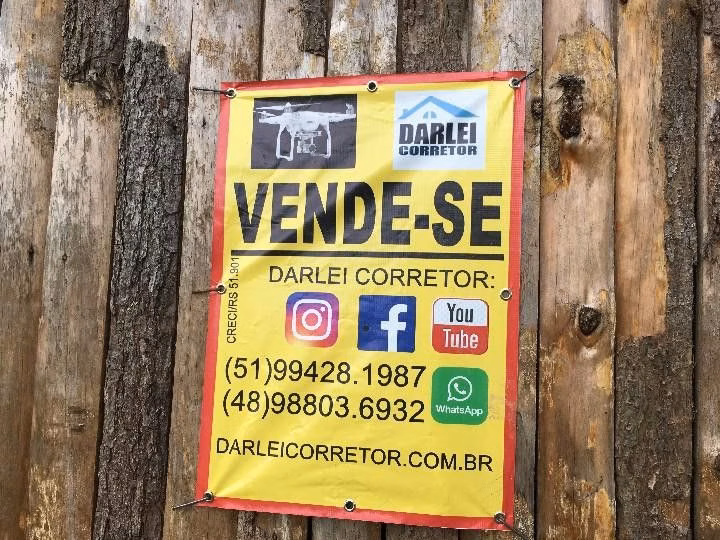 DARLEI
CORRETOR
VENDE-SE
DARLEI CORRETOR:
CRECI/RS 51.901
You
Tube
(51)99428.1987
(48)98803.6932
WhatsApp
DARLEICORRETOR.COM.BR